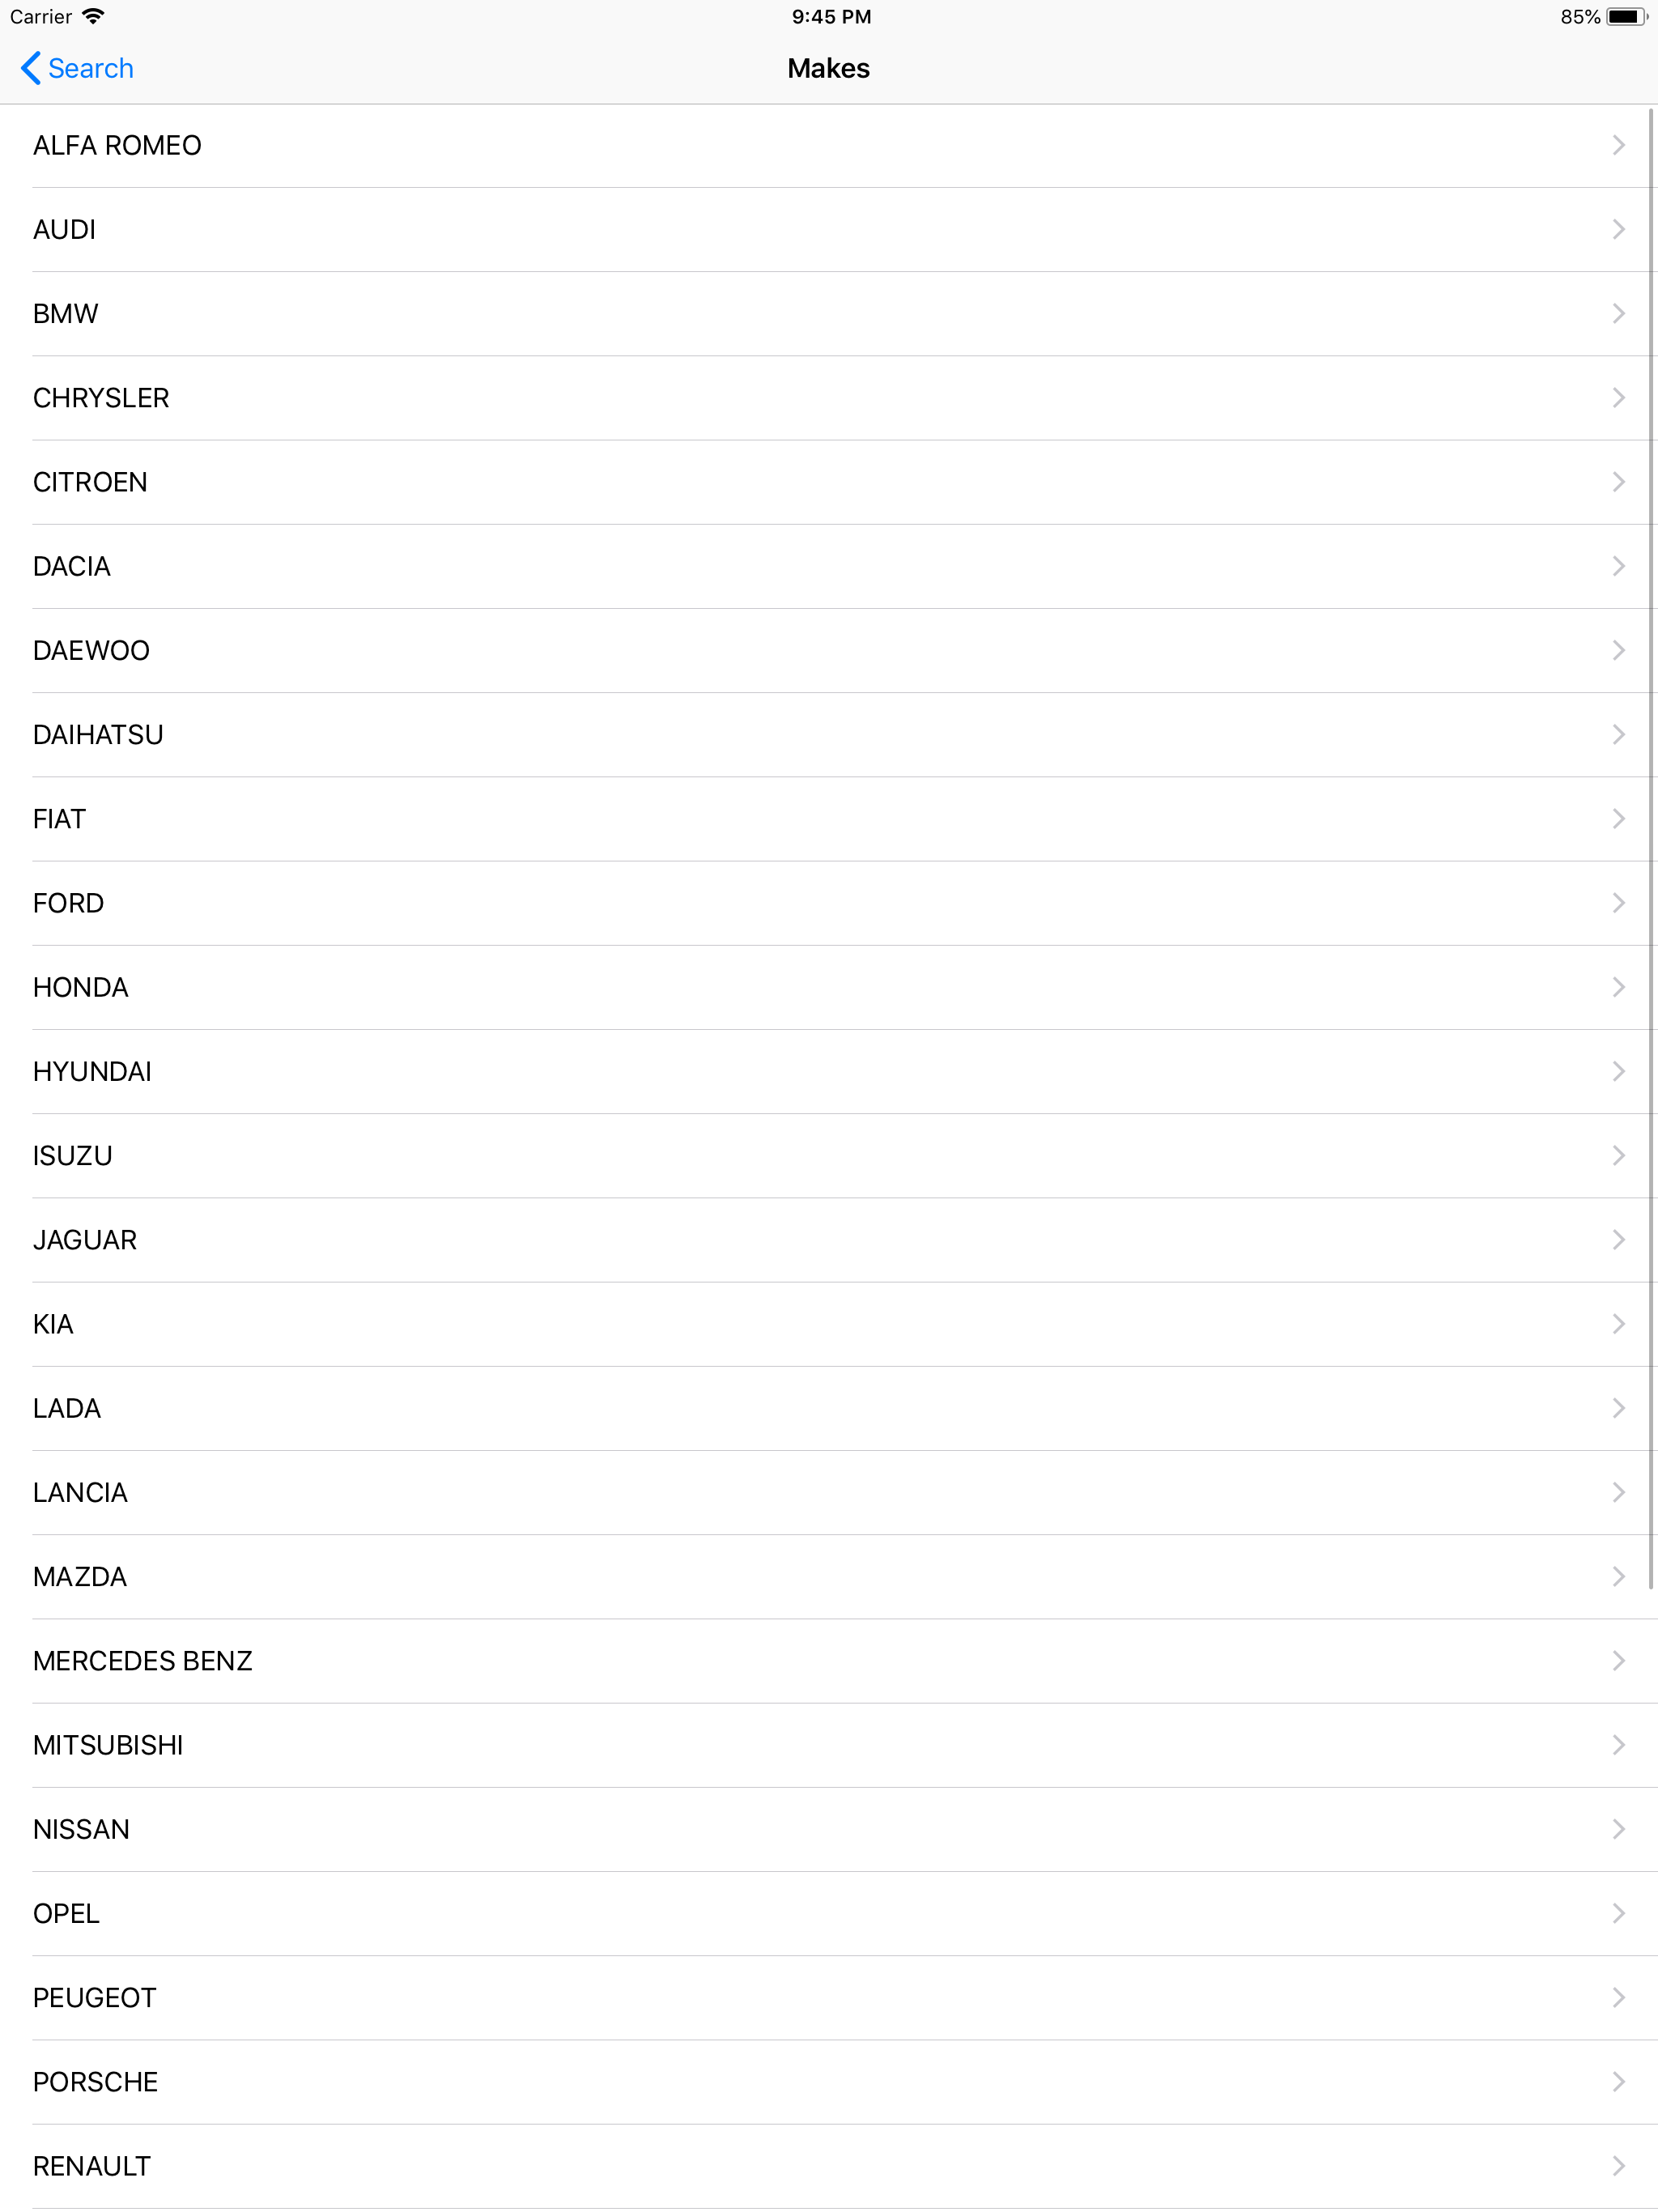 Carrier 9:45 PM 85%
Search Makes
ALFA ROMEO
AUDI
BMW
CHRYSLER
CITROEN
DACIA
DAEWOO
DAIHATSU
FIAT
FORD
HONDA
HYUNDAI
ISUZU
JAGUAR
KIA
LADA
LANCIA
MAZDA
MERCEDES BENZ
MITSUBISHI
NISSAN
OPEL
PEUGEOT
PORSCHE
RENAULT